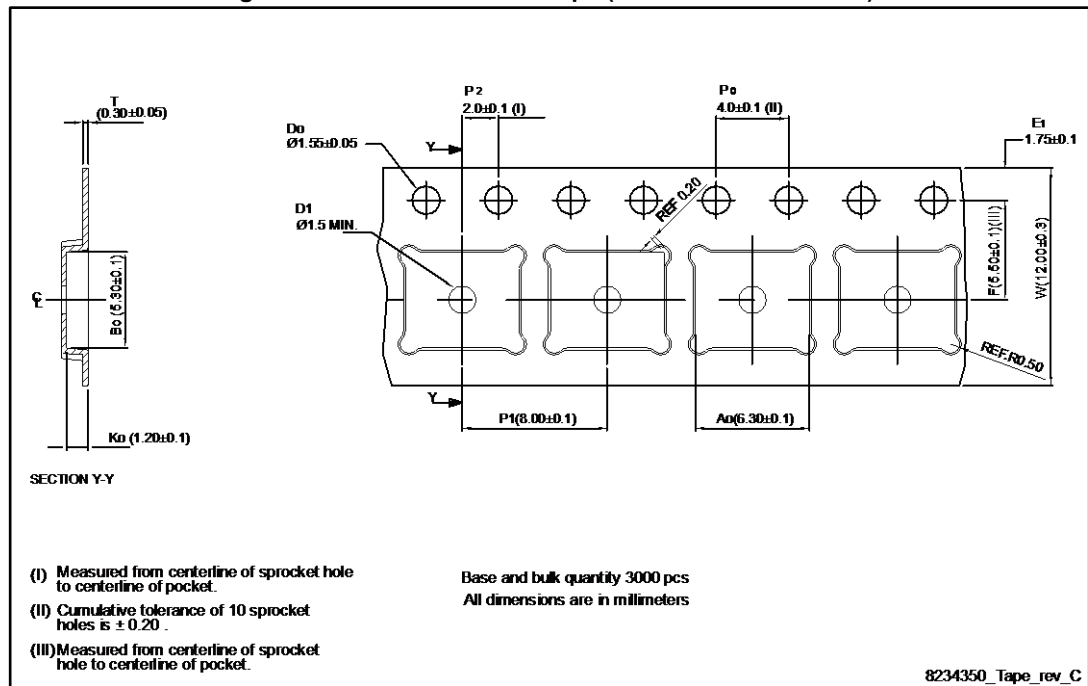 T
(0.30±0.05)
P2
2.0±0.1 (I)
P0
4.0±0.1 (II)
Do
Ø1.55±0.05
Y
E1
1.75±0.1
D1
Ø1.5 MIN.
REF 0.20
Bo (5.30±0.1)
F(5.50±0.1)(III)
W(12.00±0.3)
REF.R0.50
Y
P1(8.00±0.1)
Ao(6.30±0.1)
Ko (1.20±0.1)
SECTION Y-Y
(I) Measured from centerline of sprocket hole
to centerline of pocket.
(II) Cumulative tolerance of 10 sprocket
holes is ± 0.20 .
(III) Measured from centerline of sprocket
hole to centerline of pocket.
Base and bulk quantity 3000 pcs
All dimensions are in millimeters
8234350_Tape_rev_C